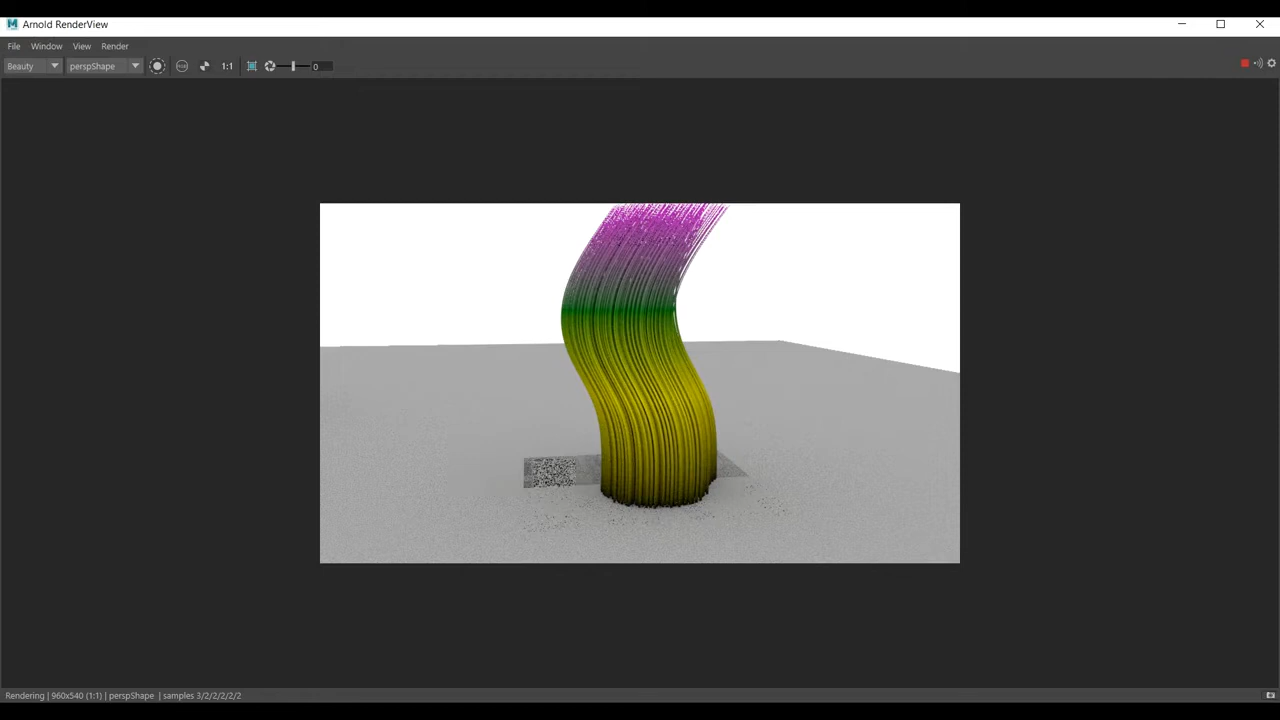 Arnold RenderView
File Window View Render
Beauty perspShape RGB 1:1 0
Rendering | 960x540 (1:1) | perspShape | samples 3/2/2/2/2/2